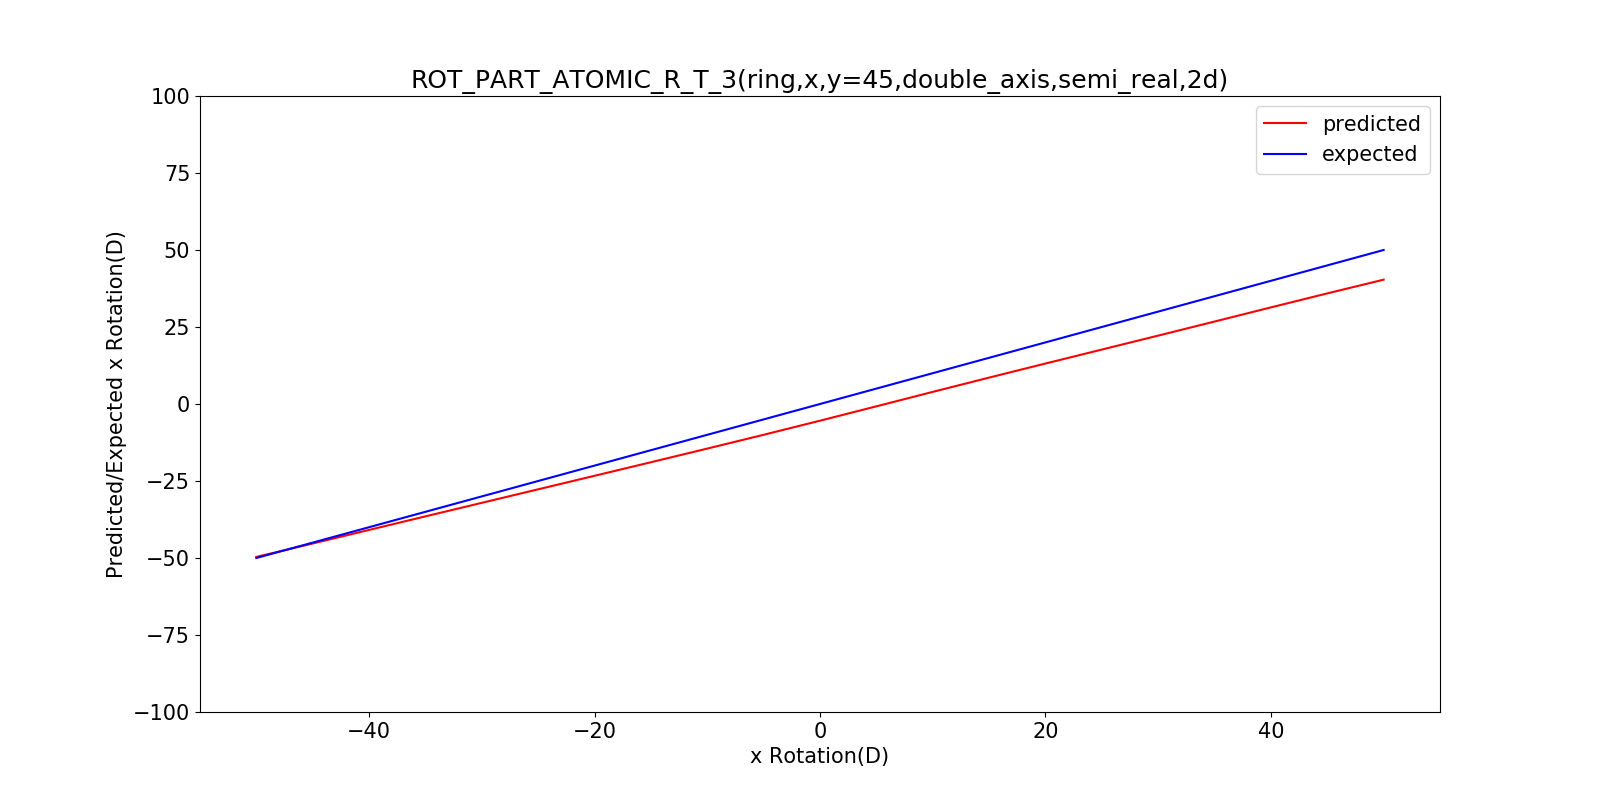 ROT_PART_ATOMIC_R_T_3(ring,x,y=45,double_axis,semi_real,2d)
predicted
expected
100
75
50
25
0
−25
−50
−75
−100
Predicted/Expected x Rotation(D)
−40
−20
0
20
40
x Rotation(D)